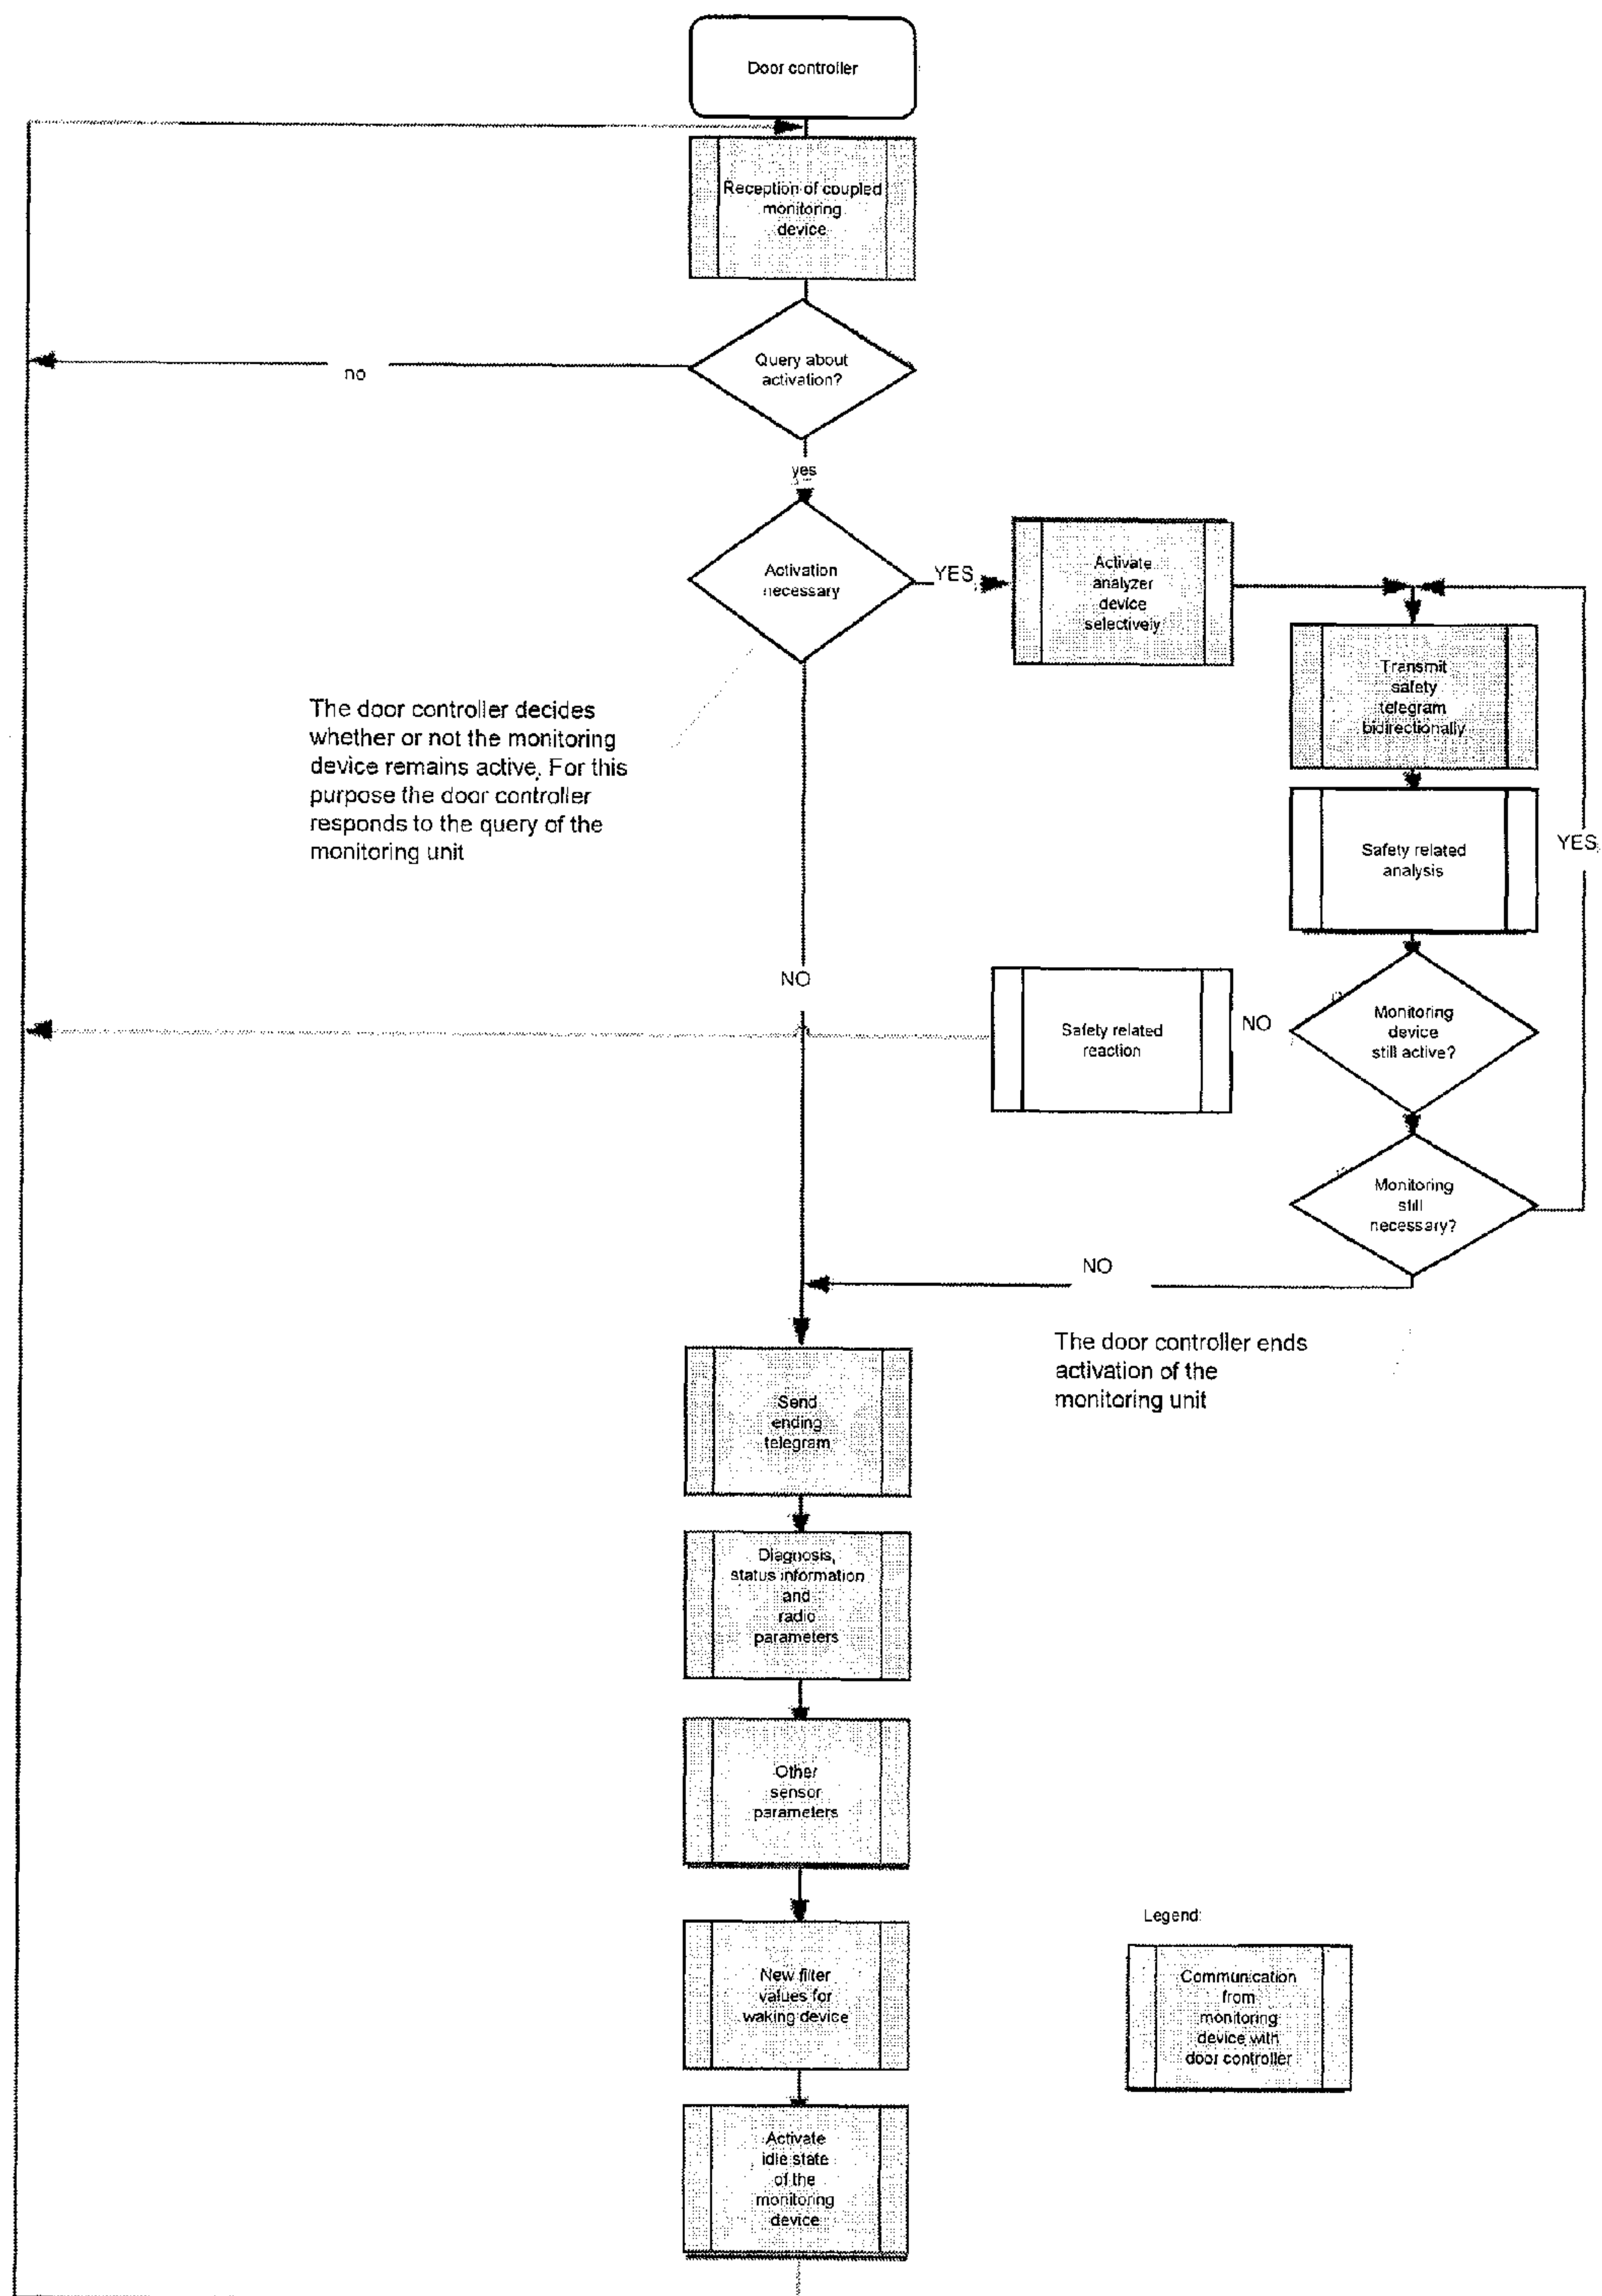 Door controller
Reception of coupled
monitoring
device
Query about
activation?
no
yes
Activation
necessary
YES
Activate
analyzer
device
selectively
Transmit
safety
telegram
bidirectionally
The door controller decides
whether or not the monitoring
device remains active. For this
purpose the door controller
responds to the query of the
monitoring unit
Safety related
analysis
YES
NO
Safety related
reaction
NO
Monitoring
device
still active?
Monitoring
still
necessary?
NO
The door controller ends
activation of the
monitoring unit
Send
ending
telegram
Diagnosis,
status information
and
radio
parameters
Other
sensor
parameters
New filter
values for
waking device
Legend:
Communication
from
monitoring
device with
door controller
Activate
idle state
of the
monitoring
device